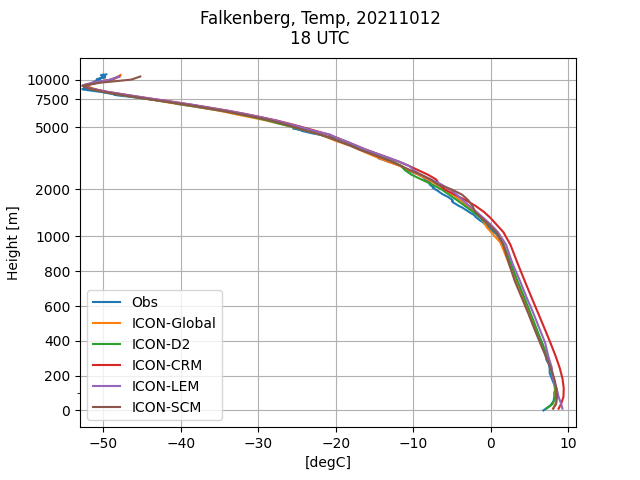 Falkenberg, Temp, 20211012
18 UTC
Height [m]
10000
7500
5000
2000
1000
800
600
400
200
0
Obs
ICON-Global
ICON-D2
ICON-CRM
ICON-LEM
ICON-SCM
−50 −40 −30 −20 −10 0 10
[degC]